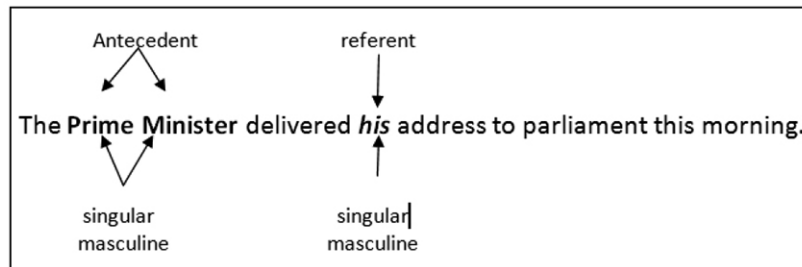 Antecedent referent
The Prime Minister delivered his address to parliament this morning.
singular singular
masculine masculine